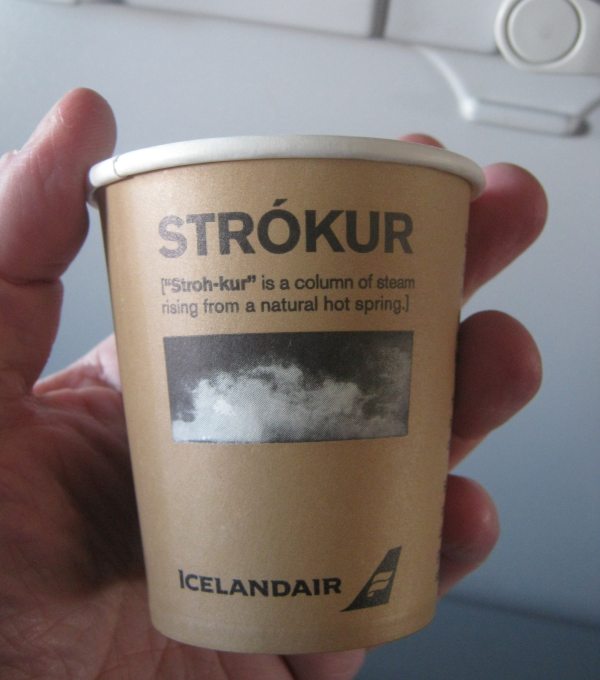 STRÓKUR
["Stroh-kur" is a column of steam
rising from a natural hot spring.]
ICELANDAIR